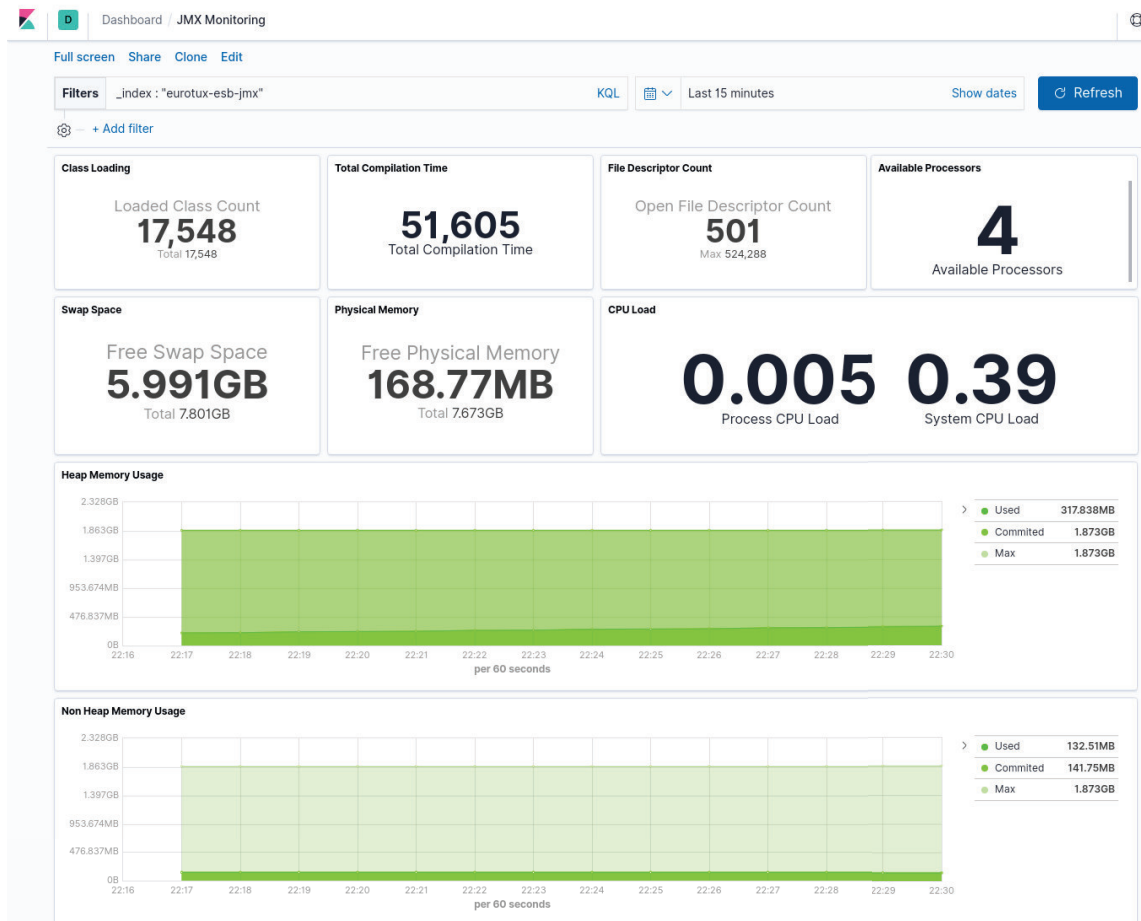 D Dashboard / JMX Monitoring
Full screen Share Clone Edit
Filters _index : "eurotux-esb-jmx" KQL Last 15 minutes Show dates Refresh
+ Add filter
Class Loading
Loaded Class Count
17,548
Total 17,548
Total Compilation Time
51,605
Total Compilation Time
File Descriptor Count
Open File Descriptor Count
501
Max 524,288
Available Processors
4
Available Processors
Swap Space
Free Swap Space
5.991GB
Total 7.801GB
Physical Memory
Free Physical Memory
168.77MB
Total 7.673GB
CPU Load
0.005 0.39
Process CPU Load System CPU Load
Heap Memory Usage
2.328GB
1.863GB
1.397GB
953.674MB
476.837MB
0B
22:16 22:17 22:18 22:19 22:20 22:21 22:22 22:23 22:24 22:25 22:26 22:27 22:28 22:29 22:30
per 60 seconds
Used 317.838MB
Commited 1.873GB
Max 1.873GB
Non Heap Memory Usage
2.328GB
1.863GB
1.397GB
953.674MB
476.837MB
0B
22:16 22:17 22:18 22:19 22:20 22:21 22:22 22:23 22:24 22:25 22:26 22:27 22:28 22:29 22:30
per 60 seconds
Used 132.51MB
Commited 141.75MB
Max 1.873GB